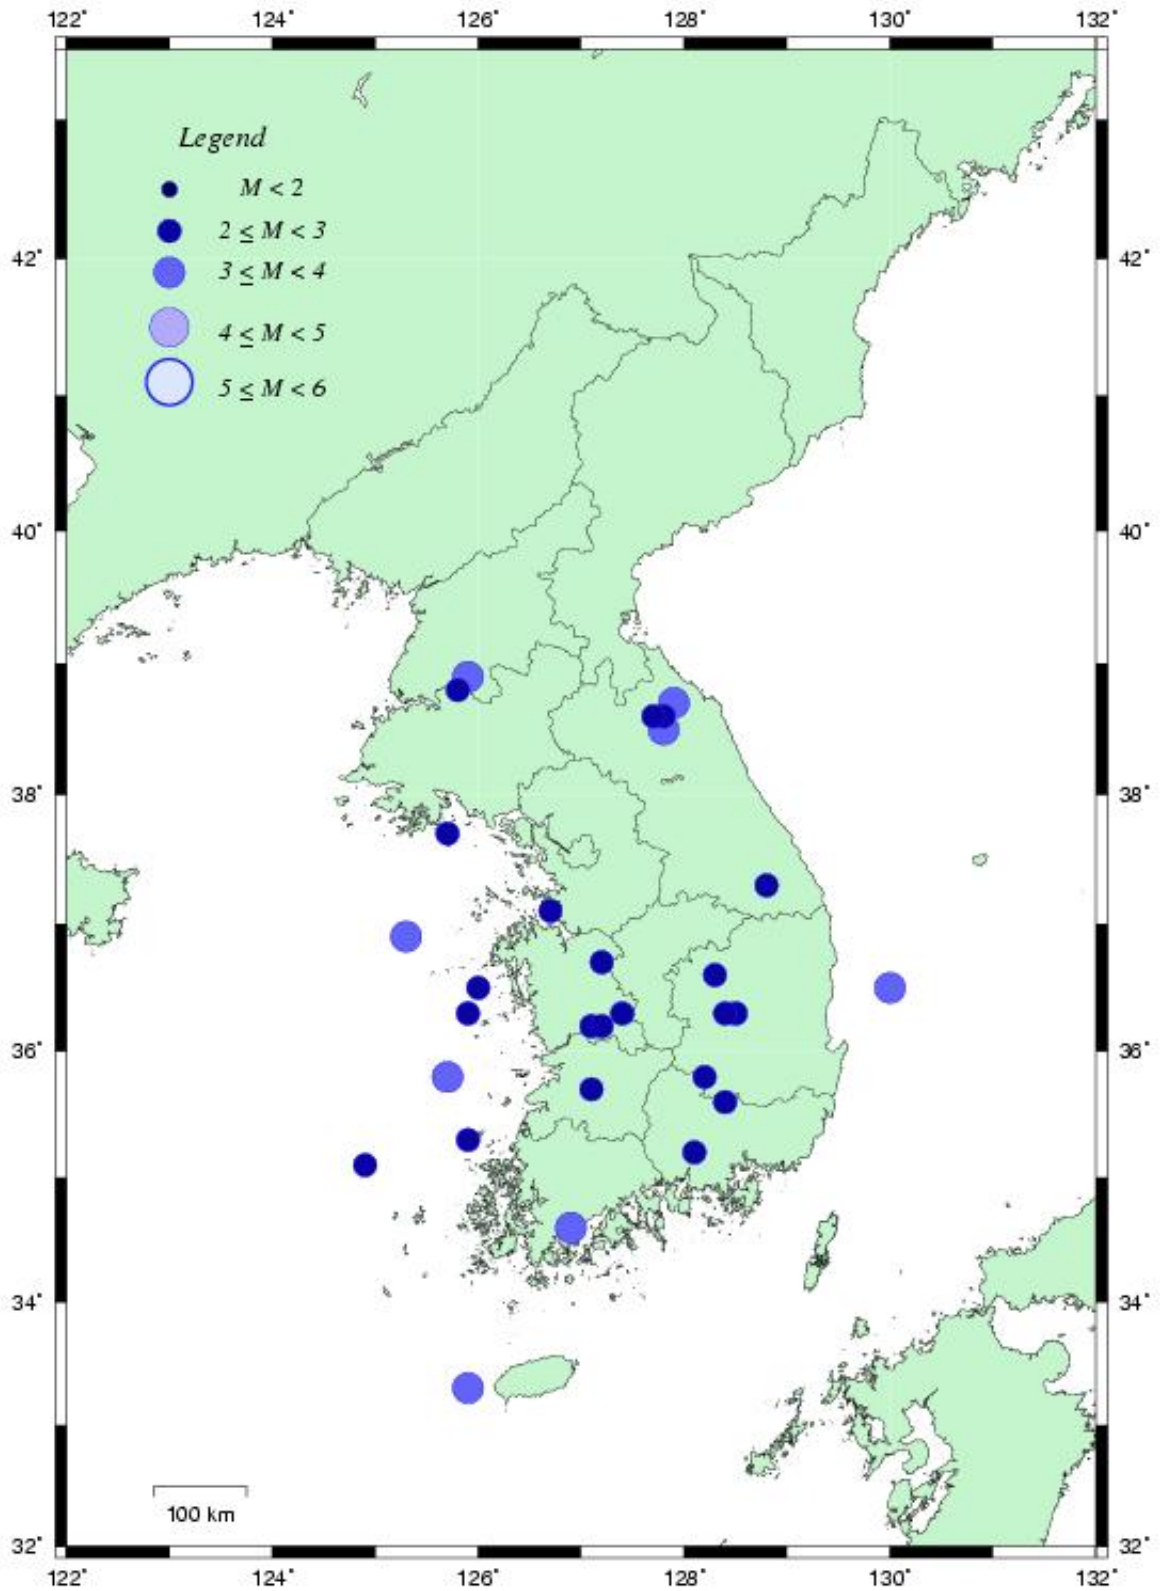 122° 124° 126° 128° 130° 132°
Legend
M < 2
2 ≤ M < 3
42° 42°
3 ≤ M < 4
4 ≤ M < 5
5 ≤ M < 6
40° 40°
38° 38°
36° 36°
34° 34°
100 km
32° 32°
122° 124° 126° 128° 130° 132°